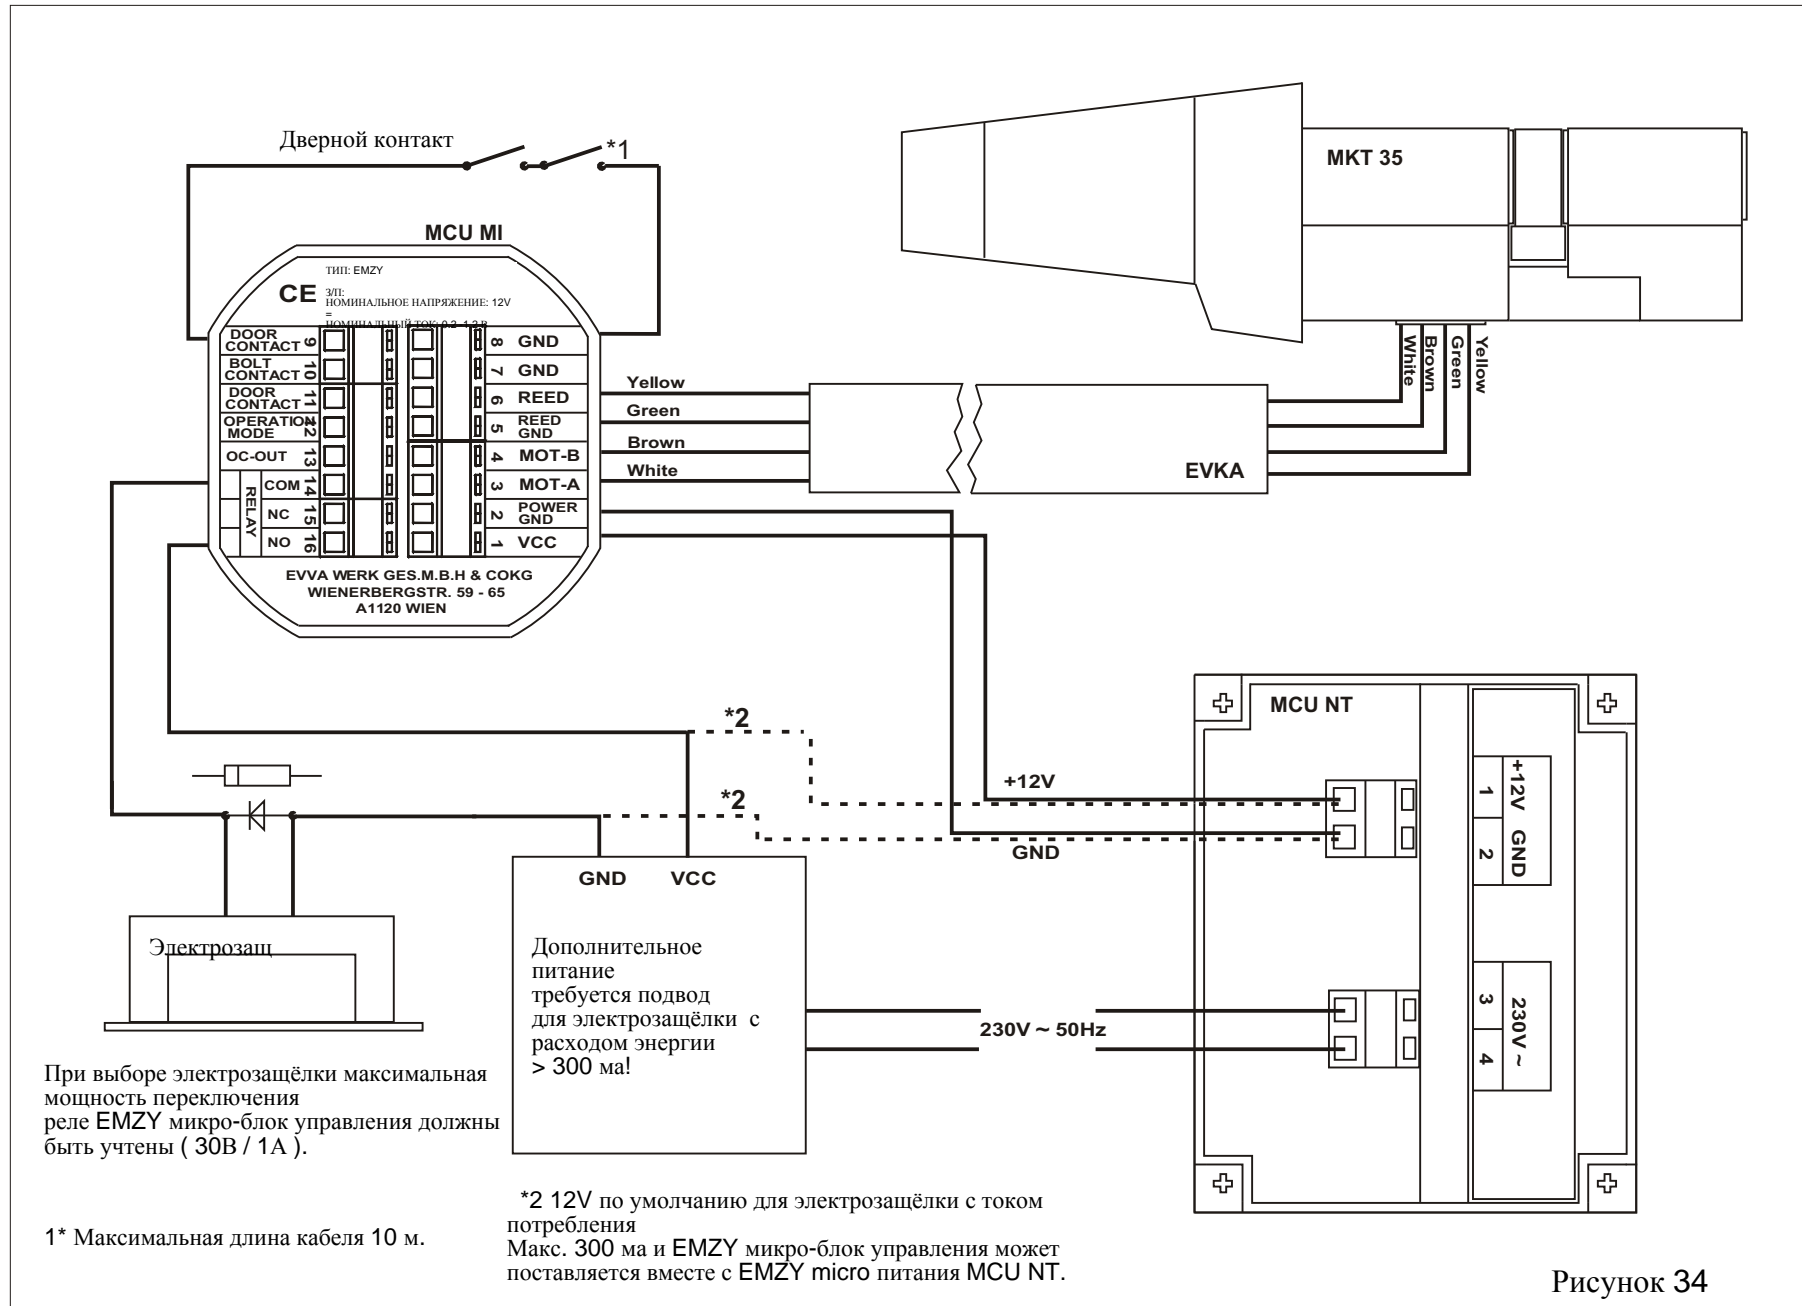 Дверной контакт
*1
MCU MI
ТИП: EMZY
CE
З/П:
НОМИНАЛЬНОЕ НАПРЯЖЕНИЕ: 12V
=
НОМИНАЛЬНЫЙ ТОК: 0.2 -1.2 В
DOOR
CONTACT 9
BOLT
CONTACT 10
DOOR
CONTACT 11
OPERATION
MODE 12
OC-OUT 13
RELAY
COM 14
NC 15
NO 16
8 GND
7 GND
6 REED
5 REED
GND
4 MOT-B
3 MOT-A
2 POWER
GND
1 VCC
EVVA WERK GES.M.B.H & COKG
WIENERBERGSTR. 59 - 65
A1120 WIEN
Yellow
Green
Brown
White
EVKA
MKT 35
White
Brown
Green
Yellow
*2
*2
+12V
GND
MCU NT
1 +12V
2 GND
3
4
230V ~
GND VCC
Дополнительное
питание
требуется подвод
для электрозащёлки с
расходом энергии
> 300 ма!
230V ~ 50Hz
Электрозащ
При выборе электрозащёлки максимальная
мощность переключения
реле EMZY микро-блок управления должны
быть учтены ( 30В / 1А ).
1* Максимальная длина кабеля 10 м.
*2 12V по умолчанию для электрозащёлки с током
потребления
Макс. 300 ма и EMZY микро-блок управления может
поставляется вместе с EMZY micro питания MCU NT.
Рисунок 34